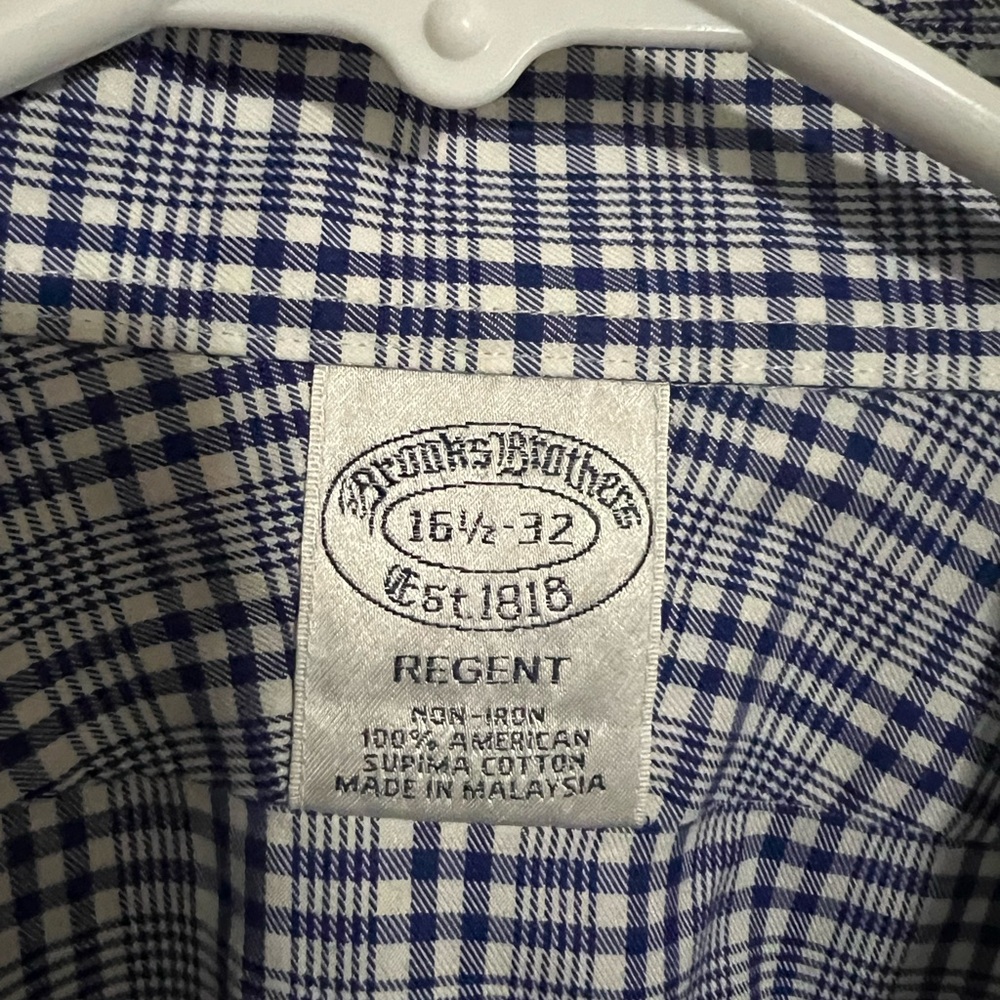 Brooks Brothers
16½-32
Est. 1818
REGENT
NON-IRON
100% AMERICAN
SUPIMA COTTON
MADE IN MALAYSIA